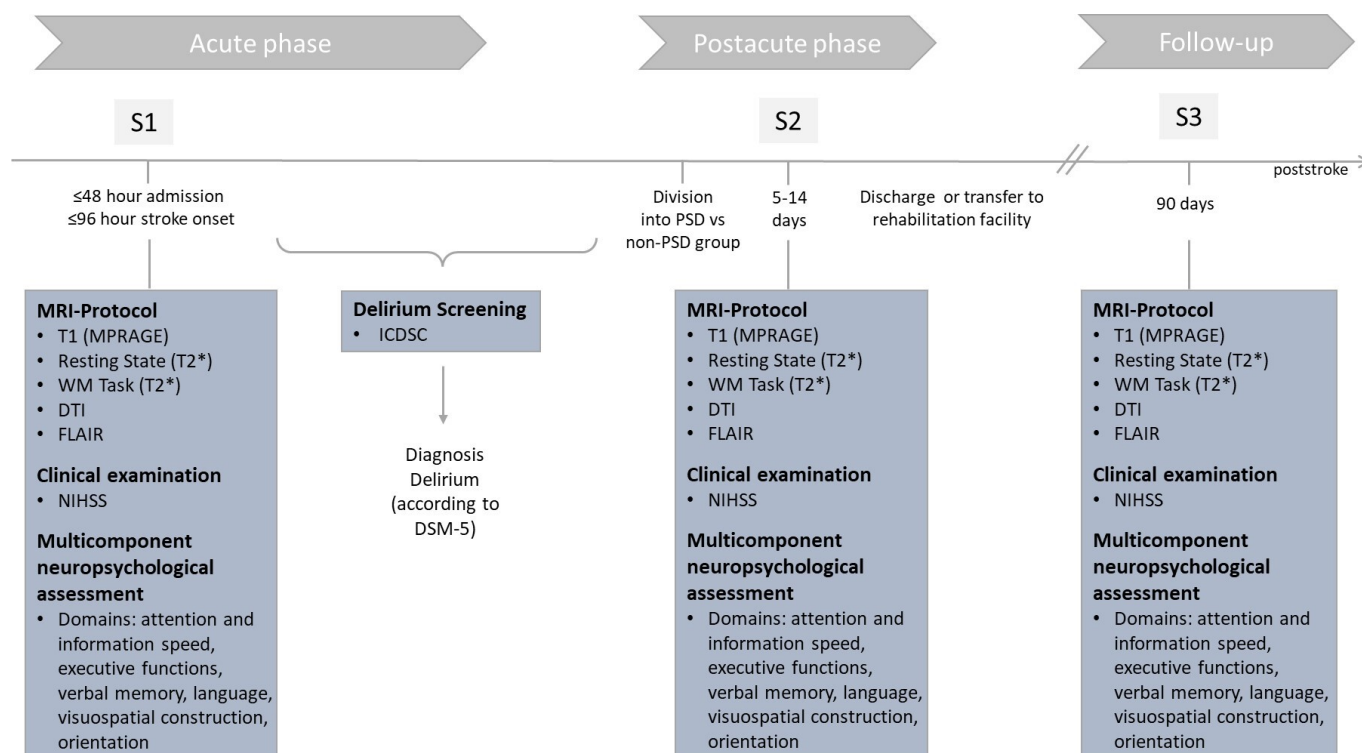 Acute phase
Postacute phase
Follow-up
S1
S2
S3
poststroke
≤48 hour admission
≤96 hour stroke onset
Division
into PSD vs
non-PSD group
5-14
days
Discharge or transfer to
rehabilitation facility
90 days
MRI-Protocol
• T1 (MPRAGE)
• Resting State (T2*)
• WM Task (T2*)
• DTI
• FLAIR
Clinical examination
• NIHSS
Multicomponent
neuropsychological
assessment
• Domains: attention and
information speed,
executive functions,
verbal memory, language,
visuospatial construction,
orientation
Delirium Screening
• ICDSC
Diagnosis
Delirium
(according to
DSM-5)
MRI-Protocol
• T1 (MPRAGE)
• Resting State (T2*)
• WM Task (T2*)
• DTI
• FLAIR
Clinical examination
• NIHSS
Multicomponent
neuropsychological
assessment
• Domains: attention and
information speed,
executive functions,
verbal memory, language,
visuospatial construction,
orientation
MRI-Protocol
• T1 (MPRAGE)
• Resting State (T2*)
• WM Task (T2*)
• DTI
• FLAIR
Clinical examination
• NIHSS
Multicomponent
neuropsychological
assessment
• Domains: attention and
information speed,
executive functions,
verbal memory, language,
visuospatial construction,
orientation